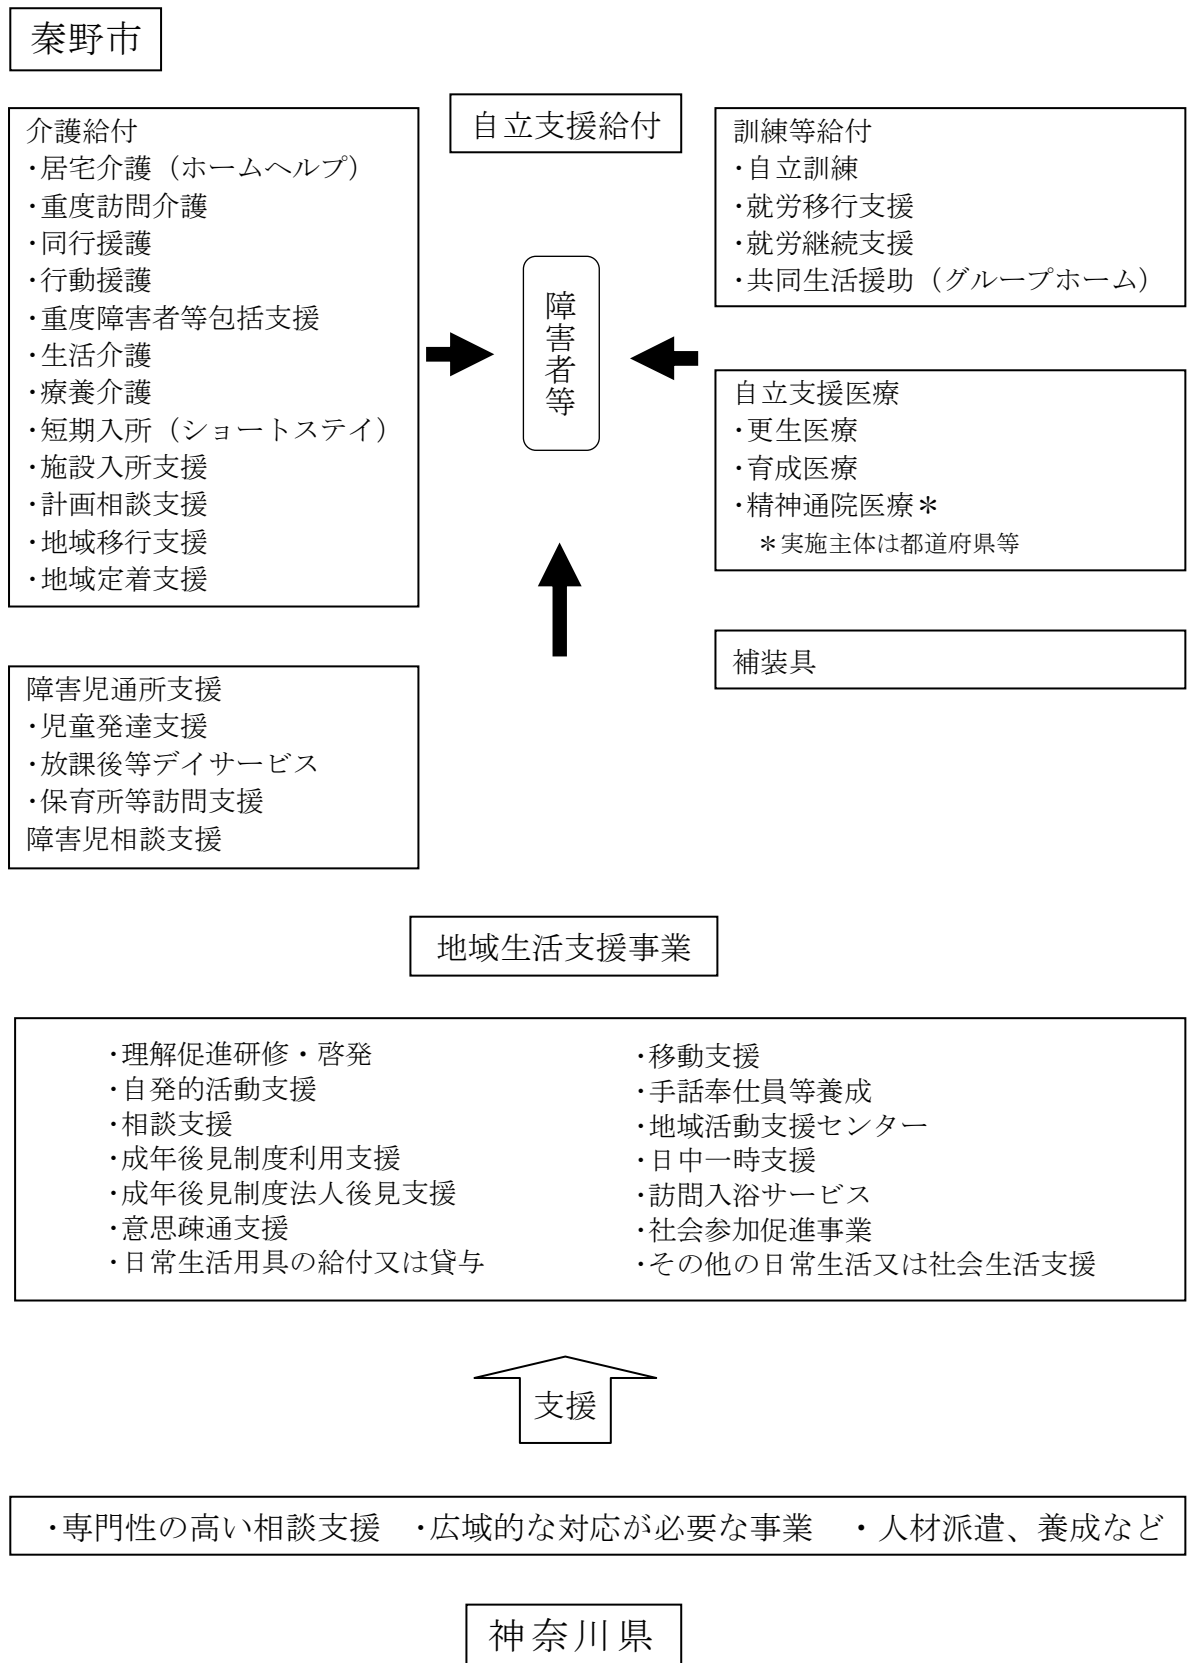 秦野市
自立支援給付
介護給付
・居宅介護（ホームヘルプ）
・重度訪問介護
・同行援護
・行動援護
・重度障害者等包括支援
・生活介護
・療養介護
・短期入所（ショートステイ）
・施設入所支援
・計画相談支援
・地域移行支援
・地域定着支援
障害者等
訓練等給付
・自立訓練
・就労移行支援
・就労継続支援
・共同生活援助（グループホーム）
自立支援医療
・更生医療
・育成医療
・精神通院医療＊
＊実施主体は都道府県等
補装具
障害児通所支援
・児童発達支援
・放課後等デイサービス
・保育所等訪問支援
障害児相談支援
地域生活支援事業
・理解促進研修・啓発
・自発的活動支援
・相談支援
・成年後見制度利用支援
・成年後見制度法人後見支援
・意思疎通支援
・日常生活用具の給付又は貸与
・移動支援
・手話奉仕員等養成
・地域活動支援センター
・日中一時支援
・訪問入浴サービス
・社会参加促進事業
・その他の日常生活又は社会生活支援
支援
・専門性の高い相談支援　・広域的な対応が必要な事業　・人材派遣、養成など
神奈川県